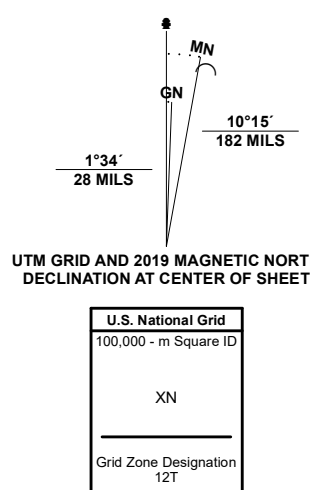 MN
GN
10°15´
182 MILS
1°34´
28 MILS
UTM GRID AND 2019 MAGNETIC NORT
DECLINATION AT CENTER OF SHEET
U.S. National Grid
100,000 - m Square ID
XN
Grid Zone Designation
12T